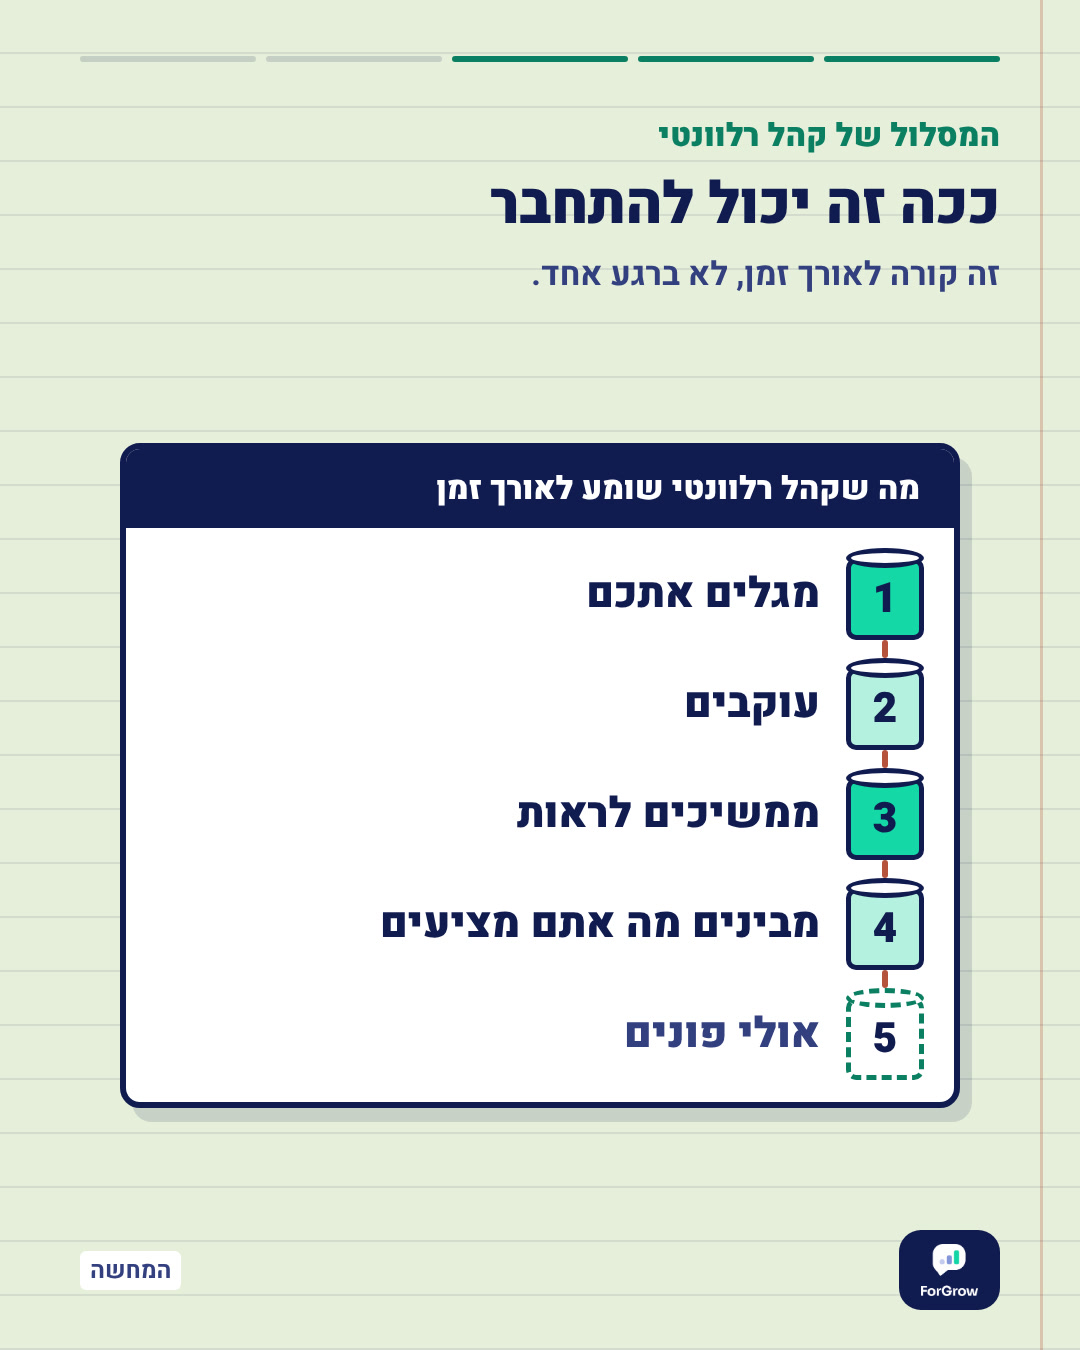 המסלול של קהל רלוונטי
ככה זה יכול להתחבר
זה קורה לאורך זמן, לא ברגע אחד.
מה שקהל רלוונטי שומע לאורך זמן
1 מגלים אתכם
2 עוקבים
3 ממשיכים לראות
4 מבינים מה אתם מציעים
5 אולי פונים
ForGrow
המחשה